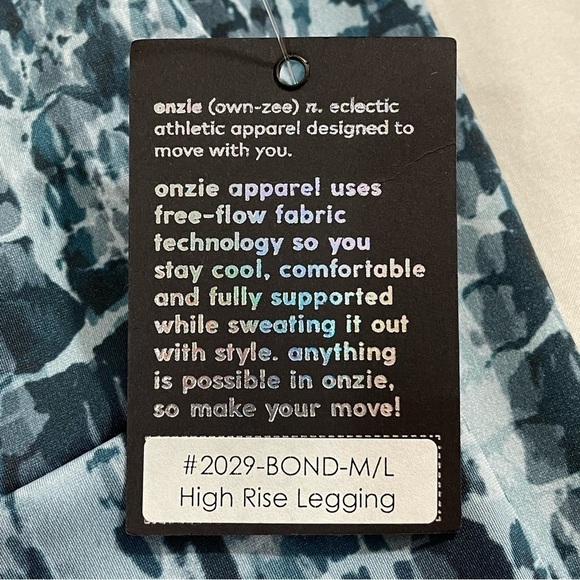 onzie (own-zee) n. eclectic
athletic apparel designed to
move with you.
onzie apparel uses
free-flow fabric
technology so you
stay cool, comfortable
and fully supported
while sweating it out
with style. anything
is possible in onzie,
so make your move!
#2029-BOND-M/L
High Rise Legging